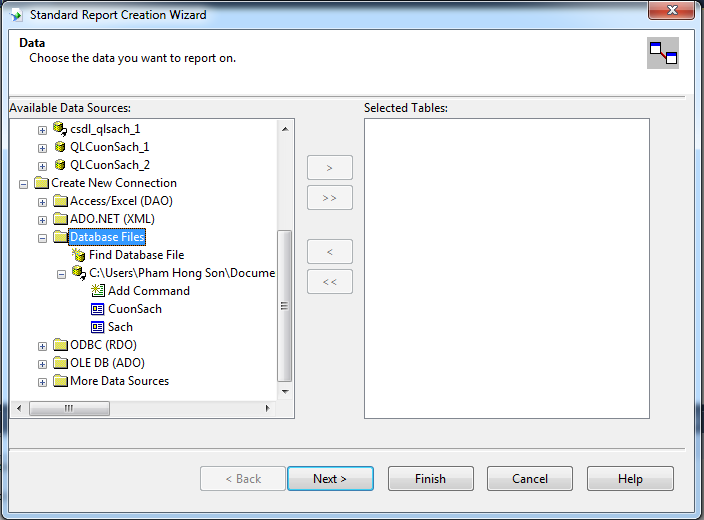 Standard Report Creation Wizard
Data
Choose the data you want to report on.
Available Data Sources:
Selected Tables:
csdl_qlsach_1
QLCuonSach_1
QLCuonSach_2
Create New Connection
Access/Excel (DAO)
ADO.NET (XML)
Database Files
Find Database File
C:\Users\Pham Hong Son\Docume
Add Command
CuonSach
Sach
ODBC (RDO)
OLE DB (ADO)
More Data Sources
>
>>
<
<<
< Back
Next >
Finish
Cancel
Help